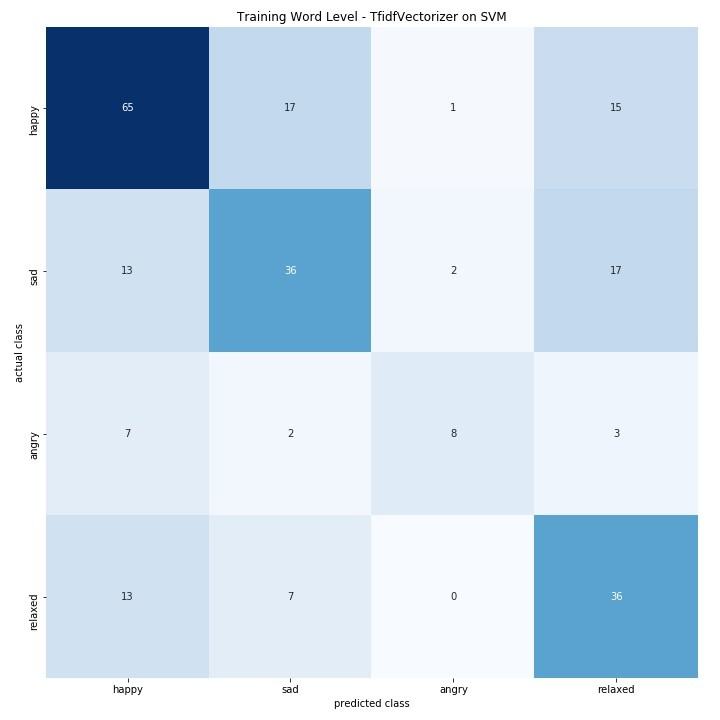 Training Word Level - TfidfVectorizer on SVM
happy
65 17 1 15
sad
13 36 2 17
actual class
angry
7 2 8 3
relaxed
13 7 0 36
happy sad angry relaxed
predicted class